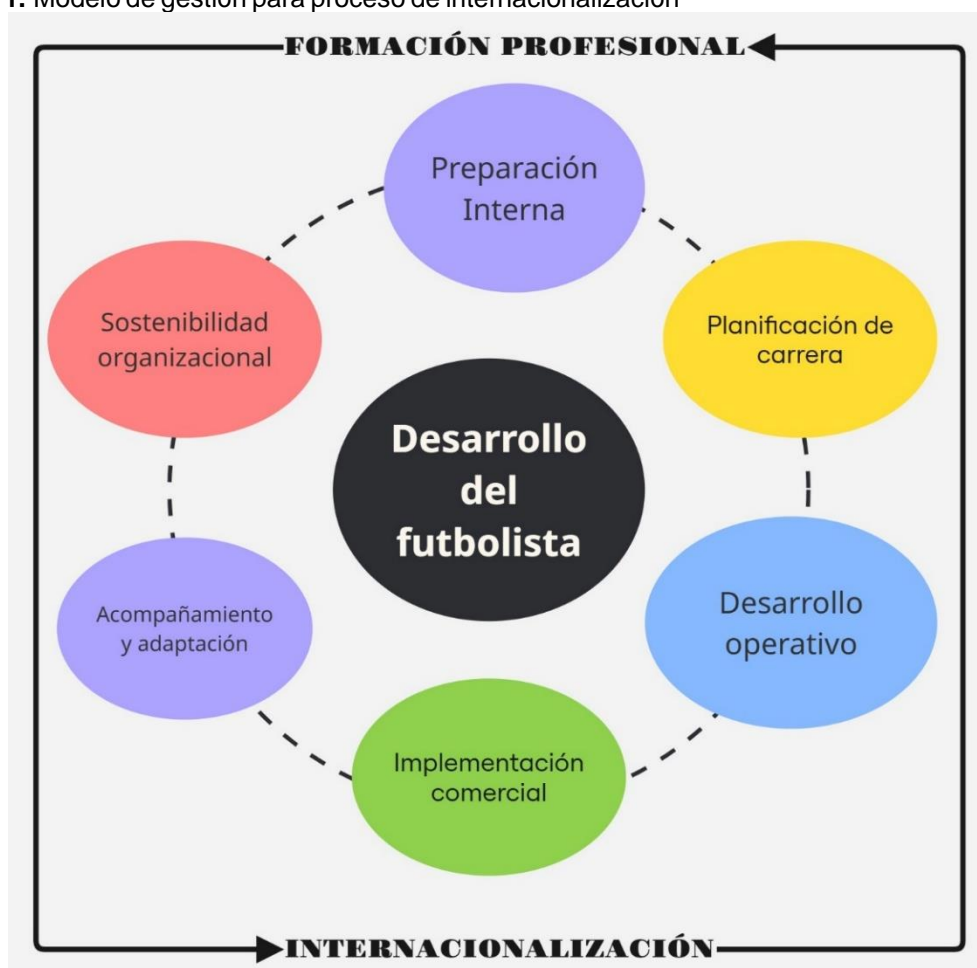 1. Modelo de gestión para proceso de internacionalización
FORMACIÓN PROFESIONAL
Preparación
Interna
Sostenibilidad
organizacional
Planificación de
carrera
Desarrollo
del
futbolista
Acompañamiento
y adaptación
Desarrollo
operativo
Implementación
comercial
INTERNACIONALIZACIÓN